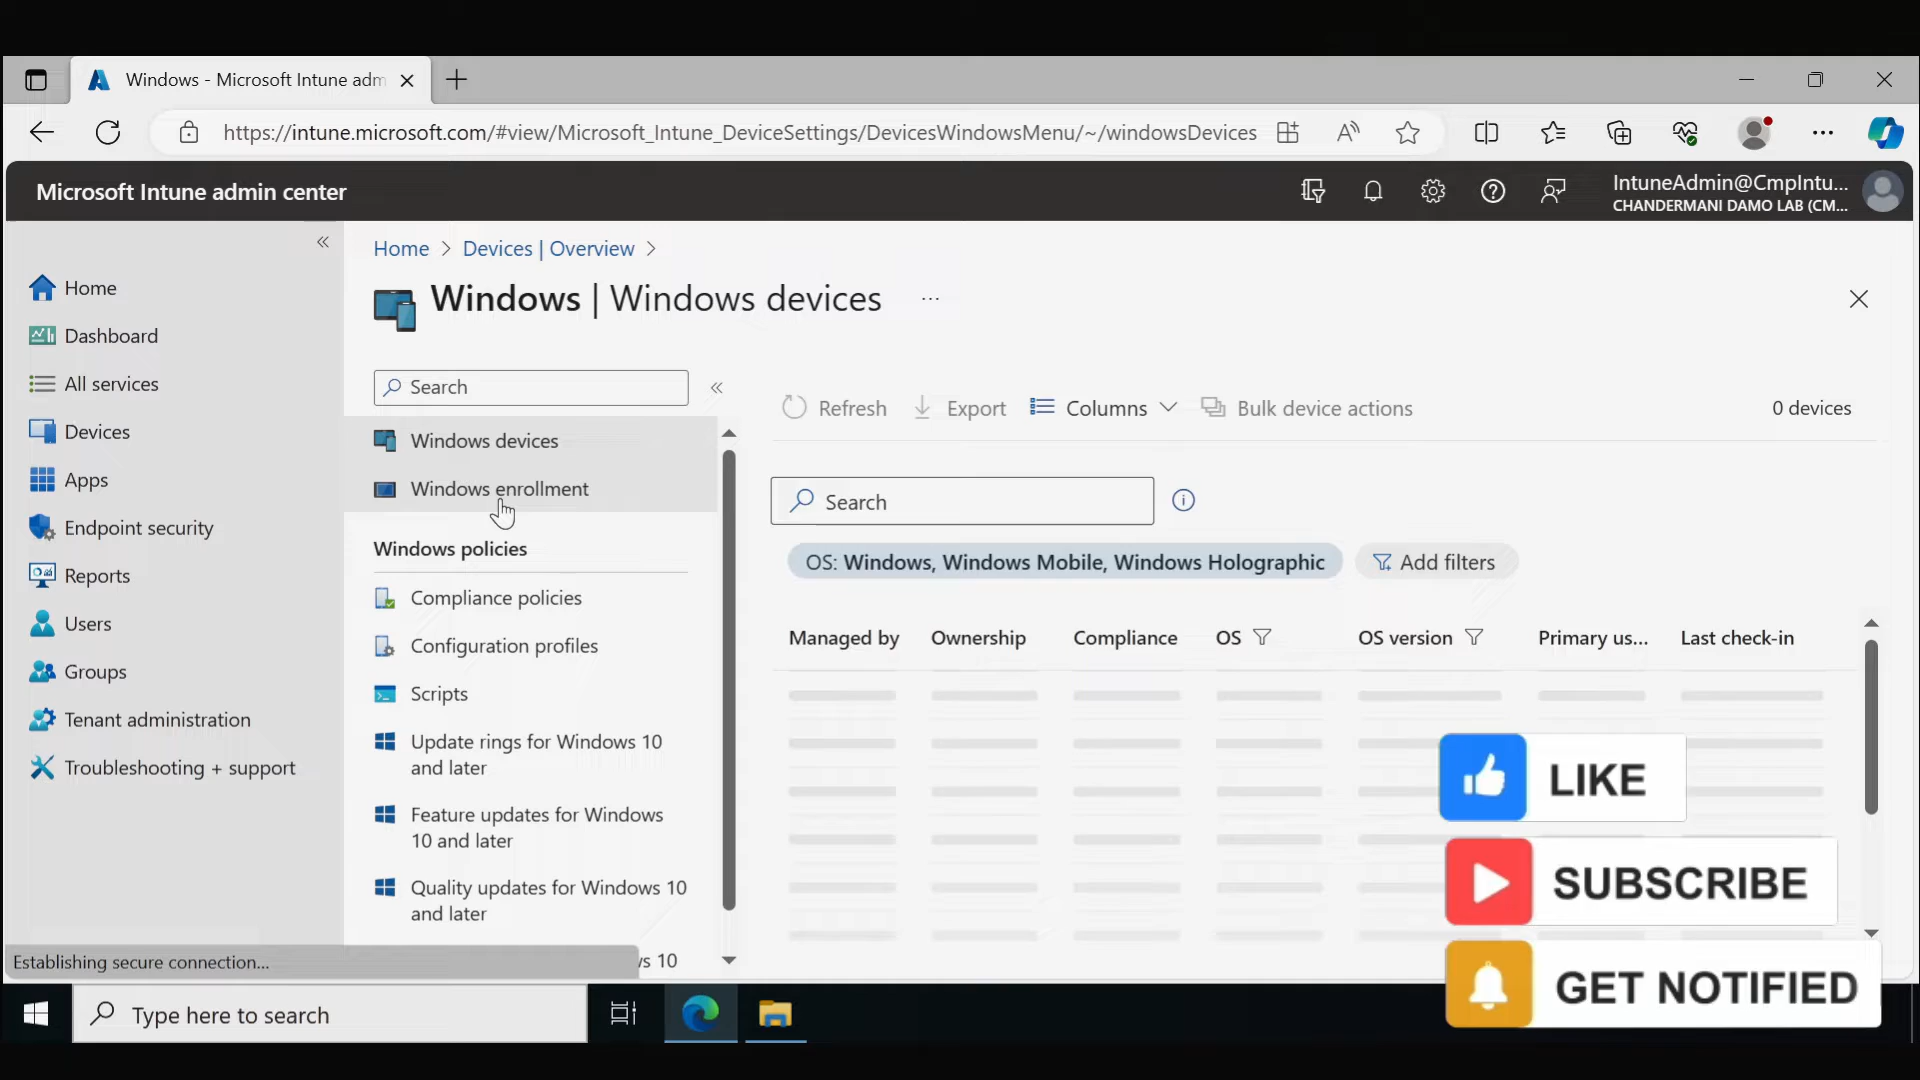 Windows - Microsoft Intune adm
https://intune.microsoft.com/#view/Microsoft_Intune_DeviceSettings/DevicesWindowsMenu/~/windowsDevices
Microsoft Intune admin center
IntuneAdmin@CmpIntu...
CHANDERMANI DAMO LAB (CM...
Home
Dashboard
All services
Devices
Apps
Endpoint security
Reports
Users
Groups
Tenant administration
Troubleshooting + support
Home > Devices | Overview >
Windows | Windows devices
...
Search
Windows devices
Windows enrollment
Windows policies
Compliance policies
Configuration profiles
Scripts
Update rings for Windows 10
and later
Feature updates for Windows
10 and later
Quality updates for Windows 10
and later
s 10
Refresh
Export
Columns
Bulk device actions
0 devices
Search
OS: Windows, Windows Mobile, Windows Holographic
Add filters
Managed by Ownership Compliance OS OS version Primary us... Last check-in
LIKE
SUBSCRIBE
GET NOTIFIED
Establishing secure connection...
Type here to search